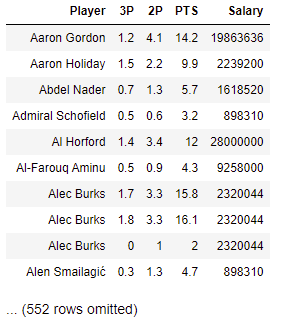 Player 3P 2P PTS Salary
Aaron Gordon 1.2 4.1 14.2 19863636
Aaron Holiday 1.5 2.2 9.9 2239200
Abdel Nader 0.7 1.3 5.7 1618520
Admiral Schofield 0.5 0.6 3.2 898310
Al Horford 1.4 3.4 12 28000000
Al-Farouq Aminu 0.5 0.9 4.3 9258000
Alec Burks 1.7 3.3 15.8 2320044
Alec Burks 1.8 3.3 16.1 2320044
Alec Burks 0 1 2 2320044
Alen Smailagić 0.3 1.3 4.7 898310
... (552 rows omitted)